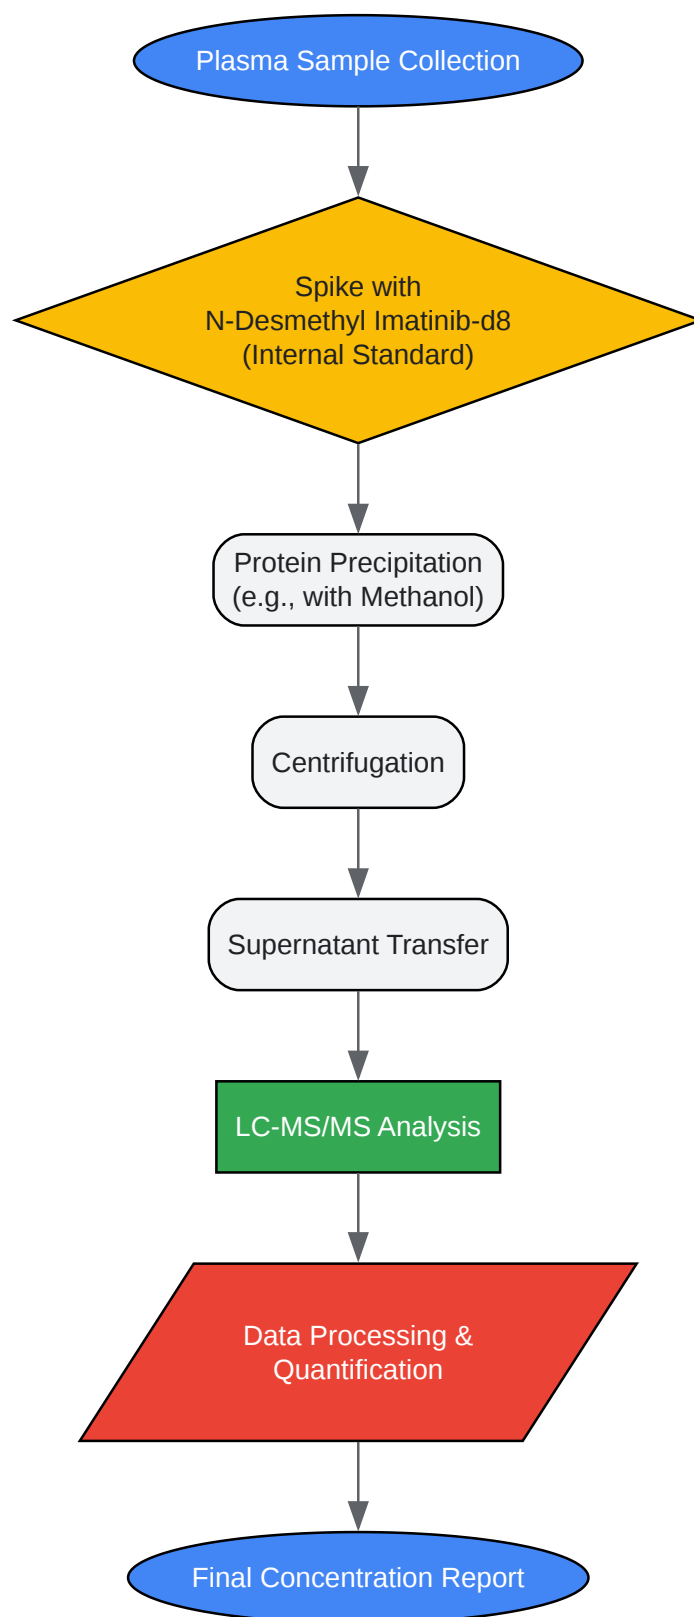 Plasma Sample Collection
Spike with
N-Desmethyl Imatinib-d8
(Internal Standard)
Protein Precipitation
(e.g., with Methanol)
Centrifugation
Supernatant Transfer
LC-MS/MS Analysis
Data Processing &
Quantification
Final Concentration Report